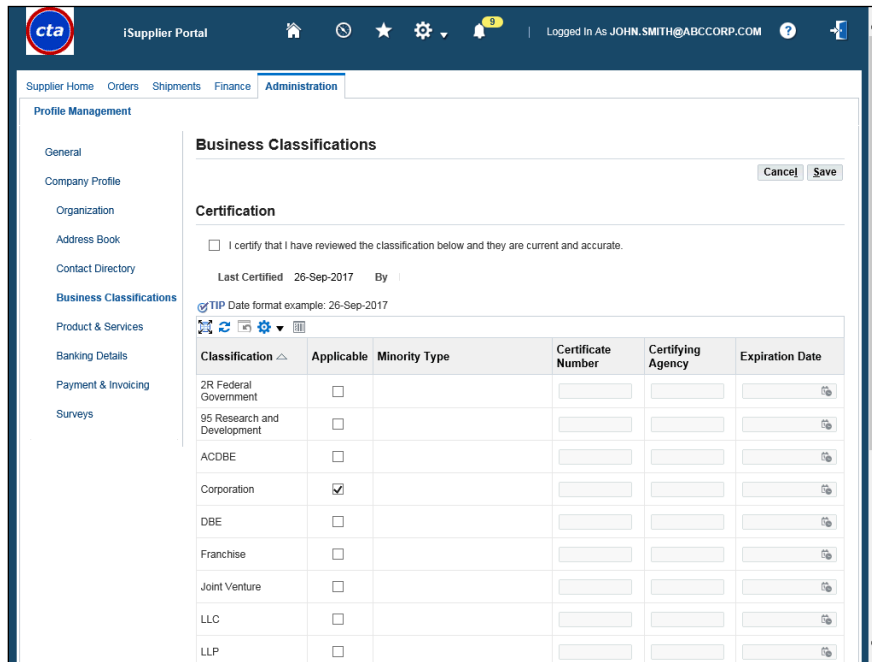 cta
iSupplier Portal
9
Logged In As JOHN.SMITH@ABCCORP.COM
?
Supplier Home Orders Shipments Finance Administration
Profile Management
General
Company Profile
Organization
Address Book
Contact Directory
Business Classifications
Product & Services
Banking Details
Payment & Invoicing
Surveys
Business Classifications
Cancel Save
Certification
I certify that I have reviewed the classification below and they are current and accurate.
Last Certified 26-Sep-2017 By
TIP Date format example: 26-Sep-2017
Classification Applicable Minority Type Certificate Number Certifying Agency Expiration Date
2R Federal
Government
95 Research and
Development
ACDBE
Corporation
DBE
Franchise
Joint Venture
LLC
LLP